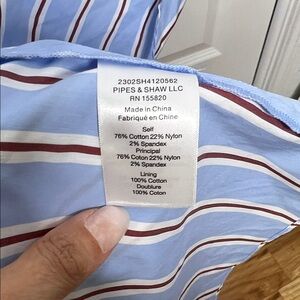 2302SH4120562
PIPES & SHAW LLC
RN 155820
Made in China
Fabriqué en Chine
Self
76% Cotton 22% Nylon
2% Spandex
Principal
76% Coton 22% Nylon
2% Spandex
Lining
100% Cotton
Doublure
100% Coton